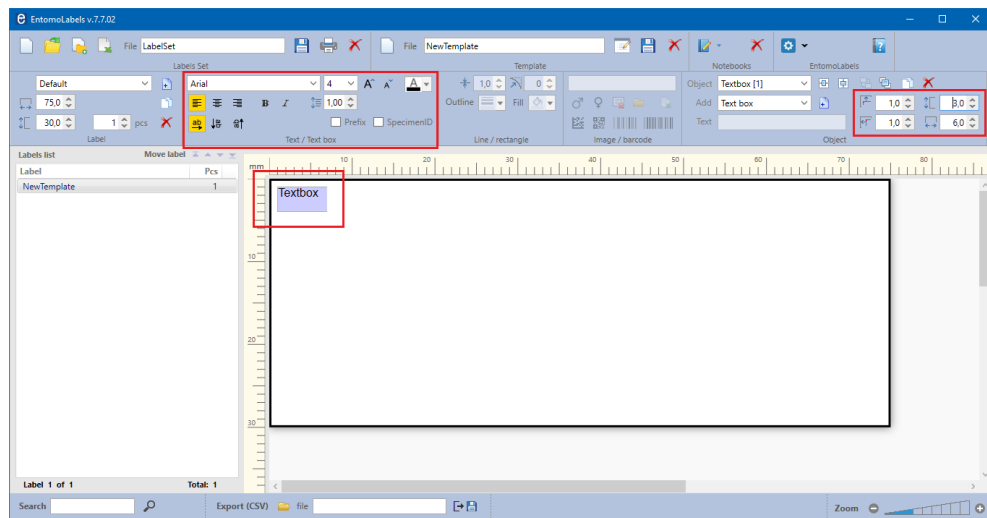 EntomoLabels v.7.7.02
File LabelSet File NewTemplate
Labels Set Template Notebooks EntomoLabels
Default Arial 4 A A A 1,0 0 Object Textbox [1]
75,0 B I 1,00 Outline Fill Add Text box 1,0 3,0
30,0 1 pcs ab Prefix SpecimenID Text 1,0 6,0
Label Text / Text box Line / rectangle Image / barcode Object
Labels list Move label
Label Pcs
NewTemplate 1
mm 10 20 30 40 50 60 70 80
Textbox
10
20
30
Label 1 of 1 Total: 1
Search Export (CSV) file Zoom